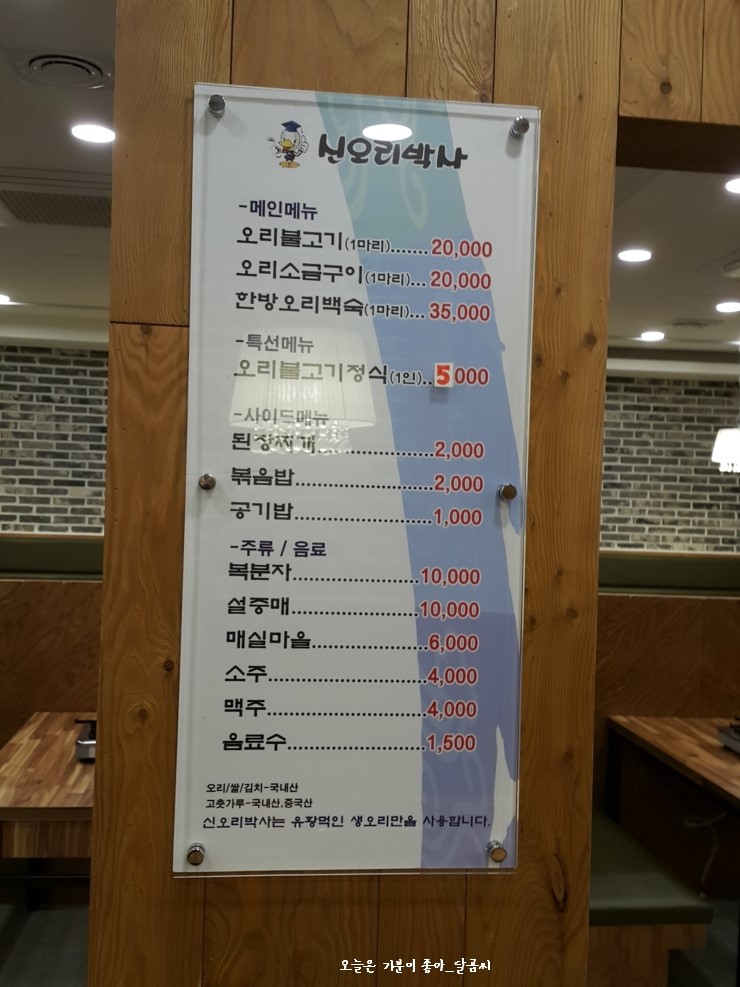 신오리박사
-메인메뉴
오리불고기(1마리).......20,000
오리소금구이(1마리)...20,000
한방오리백숙(1마리)...35,000
-특선메뉴
오리불고기정식(1인)..5000
-사이드메뉴
된장찌개....................2,000
볶음밥........................2,000
공기밥........................1,000
-주류 / 음료
복분자......................10,000
설중매......................10,000
매실마을....................6,000
소주...........................4,000
맥주...........................4,000
음료수........................1,500
오리/쌀/김치-국내산
고춧가루-국내산,중국산
신오리박사는 유황먹인 생오리만을 사용합니다.
오늘은 기분이 좋아_달콤씨